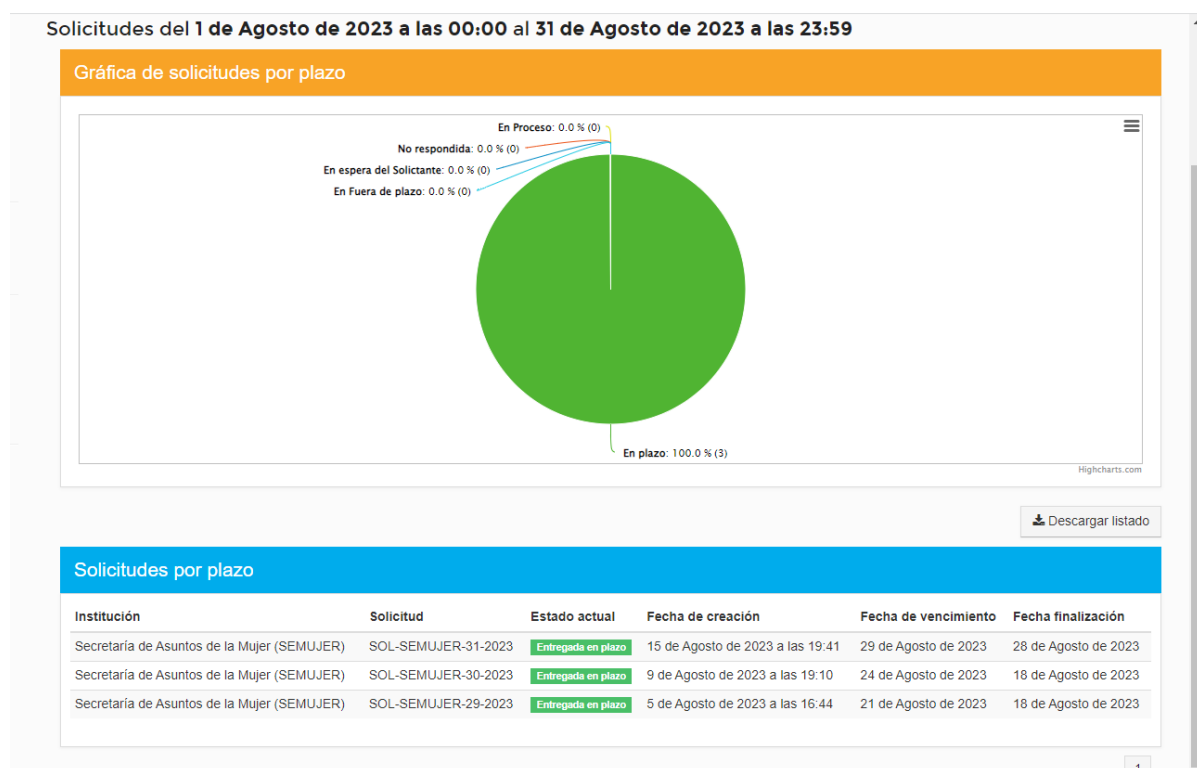 Solicitudes del 1 de Agosto de 2023 a las 00:00 al 31 de Agosto de 2023 a las 23:59
Gráfica de solicitudes por plazo
En Proceso: 0.0 % (0)
No respondida: 0.0 % (0)
En espera del Solictante: 0.0 % (0)
En Fuera de plazo: 0.0 % (0)
En plazo: 100.0 % (3)
Highcharts.com
Descargar listado
Solicitudes por plazo
Institución Solicitud Estado actual Fecha de creación Fecha de vencimiento Fecha finalización
Secretaría de Asuntos de la Mujer (SEMUJER) SOL-SEMUJER-31-2023 Entregada en plazo 15 de Agosto de 2023 a las 19:41 29 de Agosto de 2023 28 de Agosto de 2023
Secretaría de Asuntos de la Mujer (SEMUJER) SOL-SEMUJER-30-2023 Entregada en plazo 9 de Agosto de 2023 a las 19:10 24 de Agosto de 2023 18 de Agosto de 2023
Secretaría de Asuntos de la Mujer (SEMUJER) SOL-SEMUJER-29-2023 Entregada en plazo 5 de Agosto de 2023 a las 16:44 21 de Agosto de 2023 18 de Agosto de 2023
1